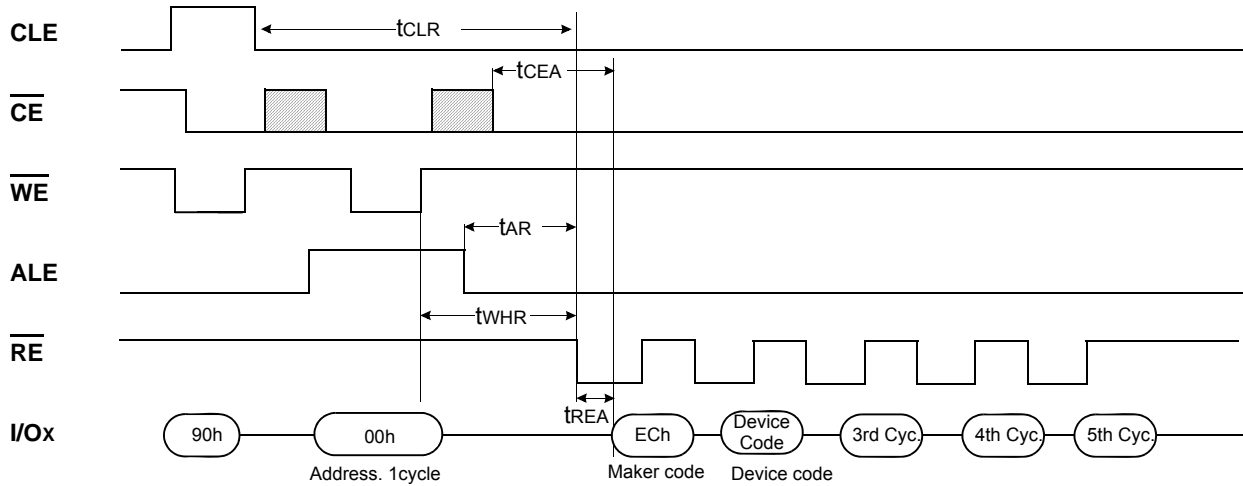 CLE
tCLR
tCEA
CE
WE
tAR
ALE
tWHR
RE
tREA
I/Ox
90h
00h
ECh
Device
Code
3rd Cyc.
4th Cyc.
5th Cyc.
Address. 1cycle
Maker code
Device code